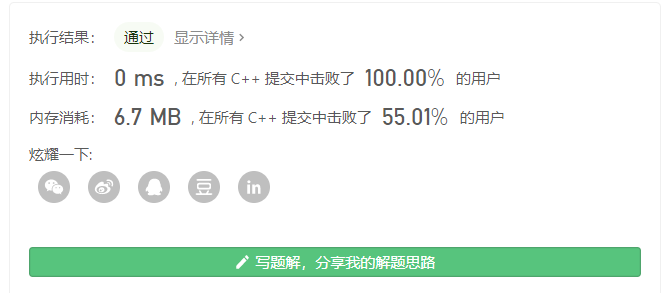 执行结果： 通过 显示详情 ›
执行用时： 0 ms , 在所有 C++ 提交中击败了 100.00% 的用户
内存消耗： 6.7 MB , 在所有 C++ 提交中击败了 55.01% 的用户
炫耀一下:
豆 in
写题解，分享我的解题思路